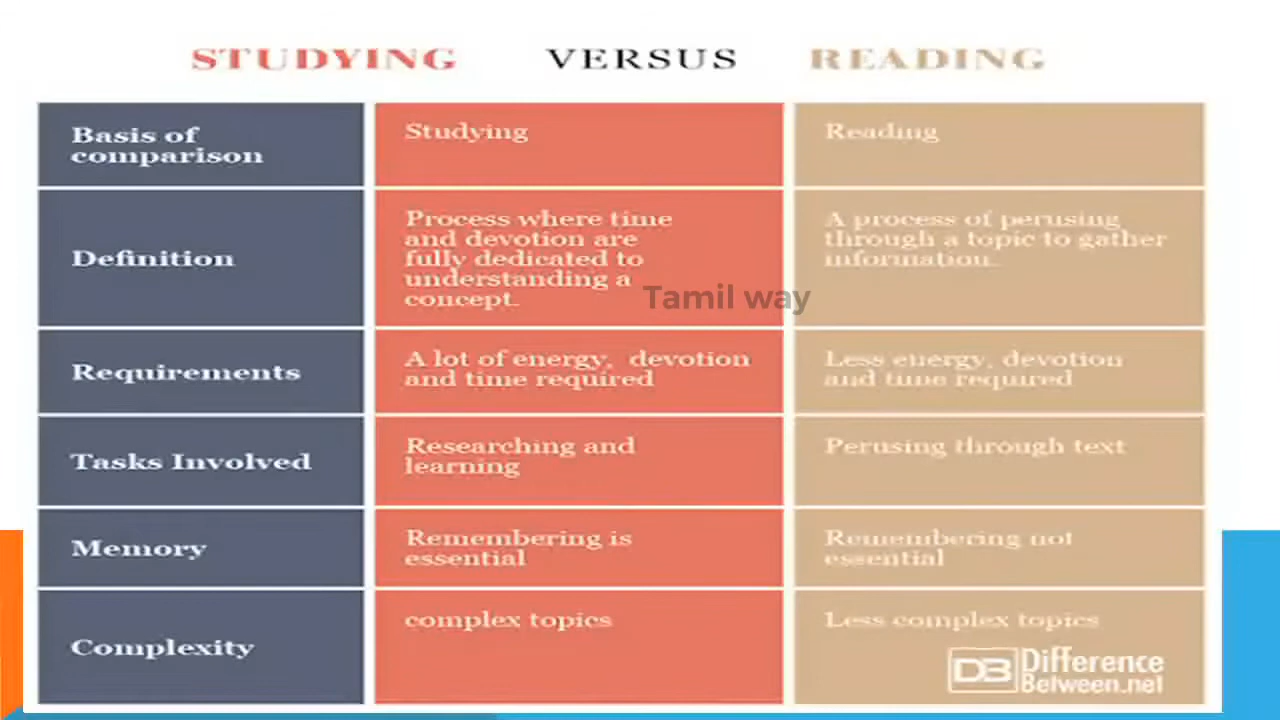 STUDYING VERSUS READING
Basis of
comparison
Studying
Reading
Definition
Process where time
and devotion are
fully dedicated to
understanding a
concept.
A process of perusing
through a topic to gather
information.
Tamil way
Requirements
A lot of energy, devotion
and time required
Less energy, devotion
and time required
Tasks Involved
Researching and
learning
Perusing through text
Memory
Remembering is
essential
Remembering not
essential
Complexity
complex topics
Less complex topics
DB Difference
Between.net